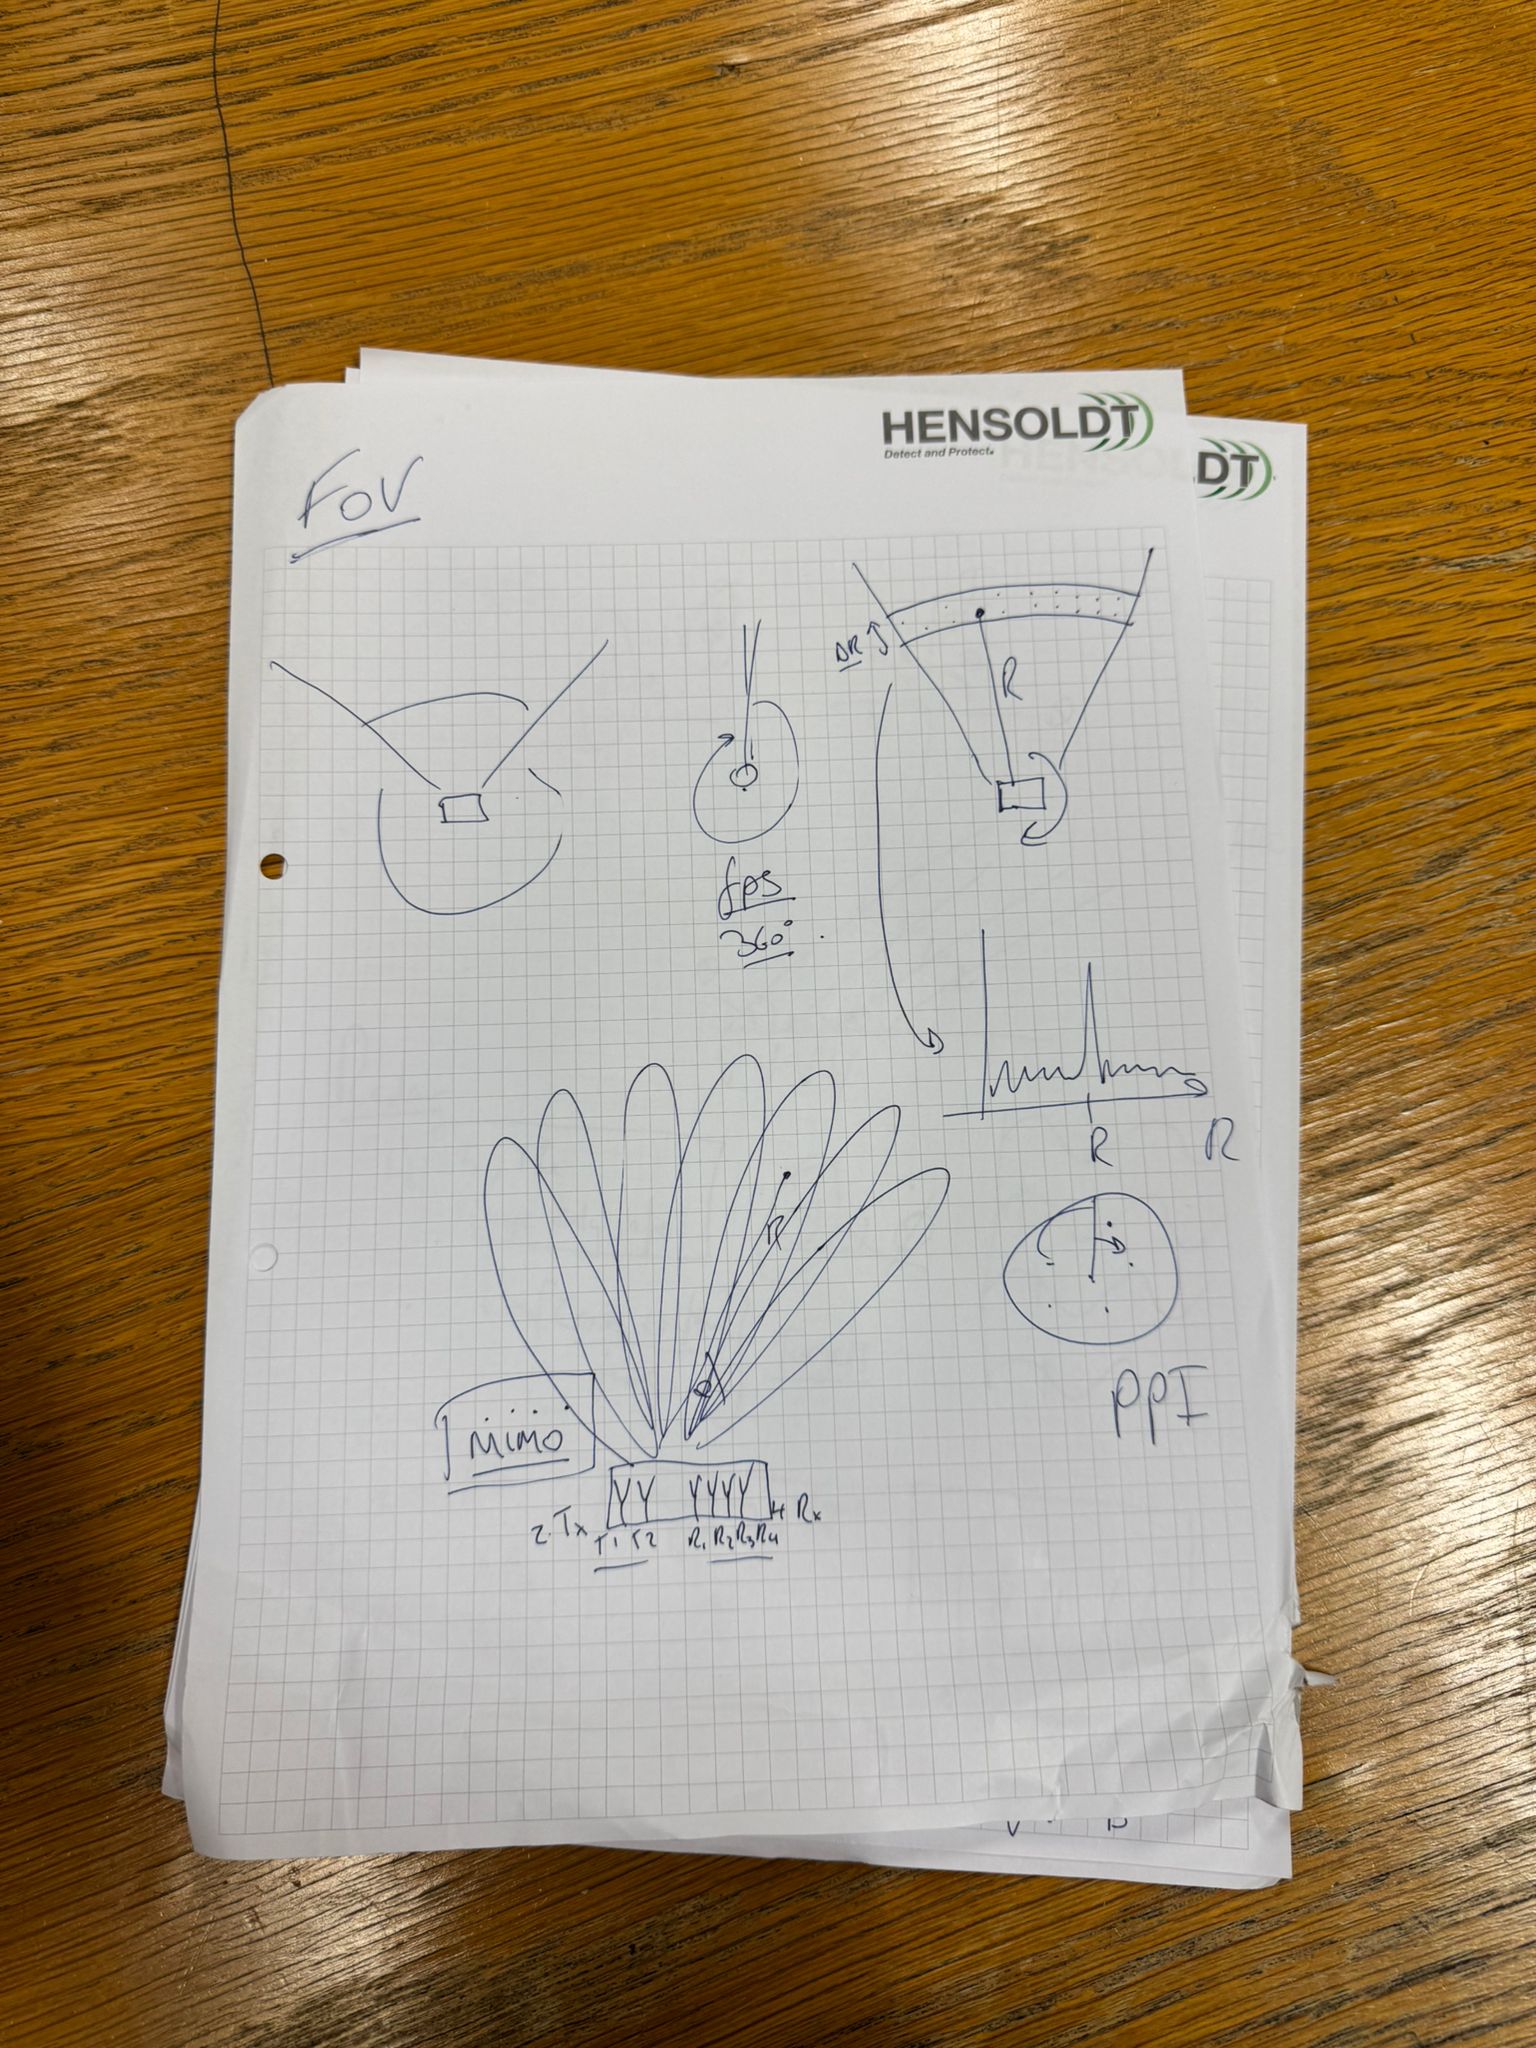 HENSOLDT
Detect and Protect.
DT
FOV
ΔR
R
fps
360°
R
R
R
PPI
MIMO
2 Tx
T1 T2
R1 R2 R3 R4
4 Rx